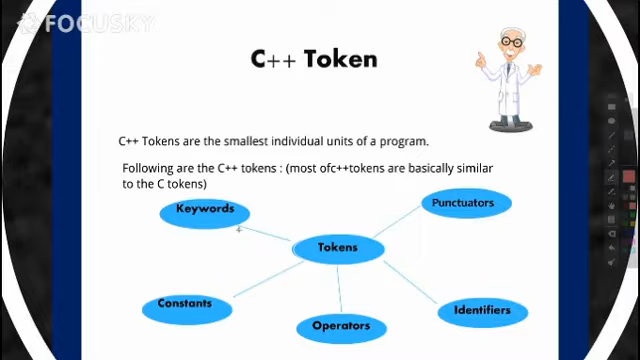 FOCUSKY
C++ Token
C++ Tokens are the smallest individual units of a program.
Following are the C++ tokens : (most ofc++tokens are basically similar
to the C tokens)
Keywords
Punctuators
Tokens
Constants
Operators
Identifiers